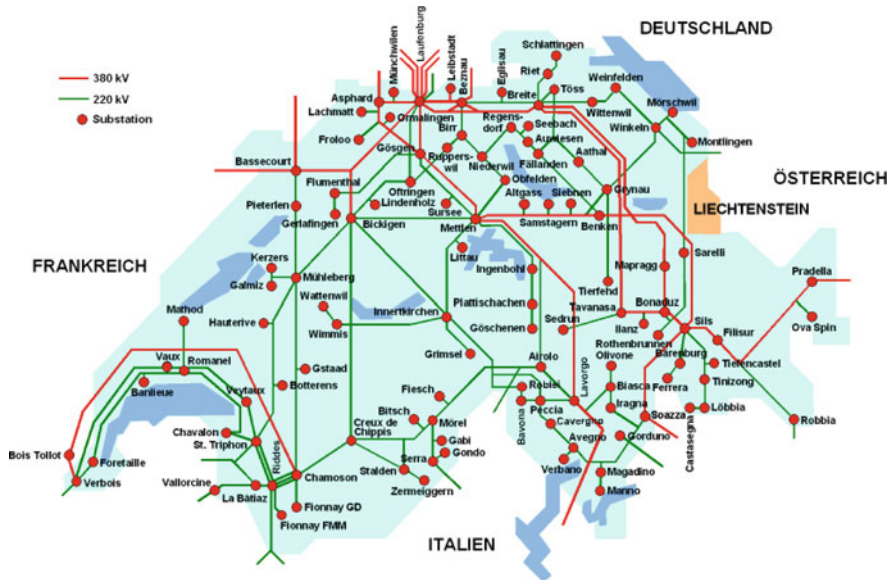 DEUTSCHLAND
380 kV
220 kV
Substation
Münchwilen
Laufenburg
Leibstadt
Beznau
Eglisau
Schlattingen
Riet
Töss
Weinfelden
Asphard
Lachmatt
Ormalingen
Froloo
Breite
Wittenwil
Mörschwil
Winkeln
Montlingen
Birr
Regens-
dorf
Seebach
Auwiesen
Gösgen
Ruppers-
wil
Niederwil
Fällanden
Aathal
Bassecourt
Flumenthal
Oftringen
Obfelden
Grynau
ÖSTERREICH
Pieterlen
Lindenholz
Altgass
Siebnen
LIECHTENSTEIN
Gerlafingen
Bickigen
Sursee
Mettlen
Samstagern
Benken
FRANKREICH
Kerzers
Galmiz
Mühleberg
Littau
Ingenbohl
Mapragg
Sarelli
Pradella
Mathod
Wattenwil
Innertkirchen
Plattischachen
Tierfehd
Tavanasa
Bonaduz
Hauterive
Wimmis
Göschenen
Sedrun
Ilanz
Sils
Ova Spin
Rothenbrunnen
Filisur
Vaux
Romanel
Grimsel
Airolo
Olivone
Bärenburg
Tiefencastel
Banlieue
Veytaux
Gstaad
Botterens
Fiesch
Robiei
Lavorgo
Biasca
Ferrera
Tinizong
Bitsch
Mörel
Bavona
Peccia
Iragna
Soazza
Castasegna
Löbbia
Robbia
Chavalon
St. Triphon
Creux de
Chippis
Gabi
Gondo
Cavergno
Gorduno
Bois Tollot
Foretaille
Riddes
Serra
Avegno
Verbois
Vallorcine
La Bâtiaz
Chamoson
Stalden
Verbano
Magadino
Zermeiggern
Manno
Fionnay GD
Fionnay FMM
ITALIEN